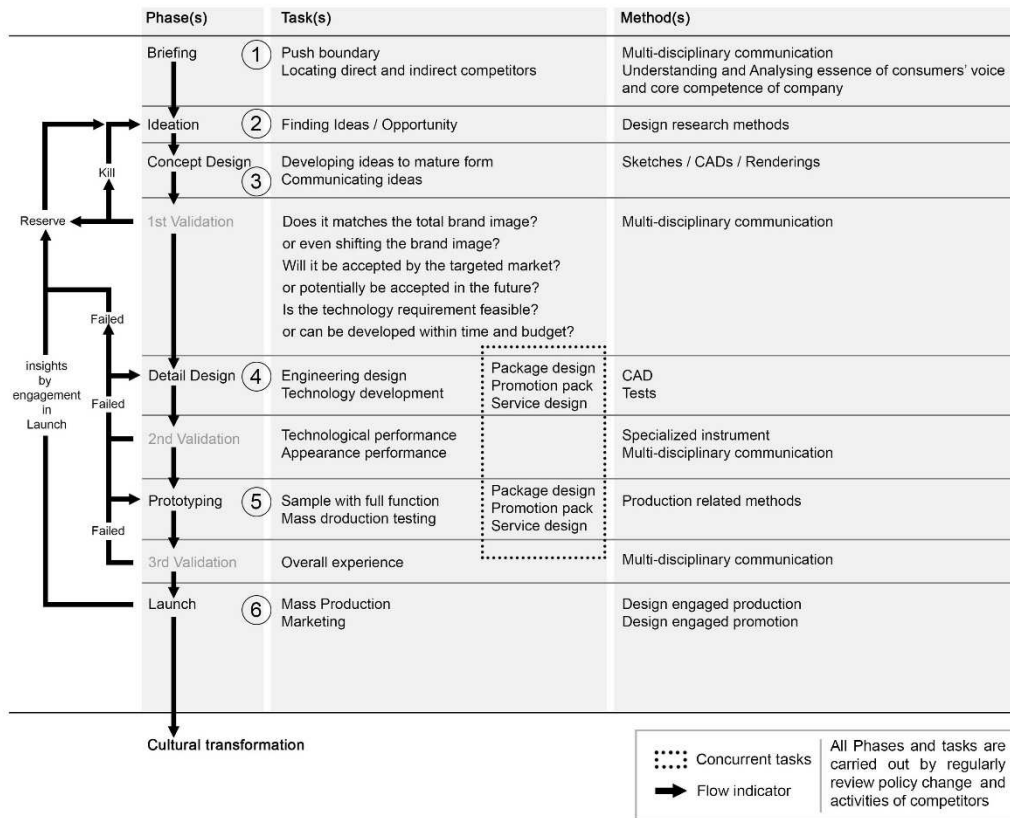 Phase(s)
Task(s)
Method(s)
Briefing
1
Push boundary
Locating direct and indirect competitors
Multi-disciplinary communication
Understanding and Analysing essence of consumers' voice
and core competence of company
Ideation
2
Finding Ideas / Opportunity
Design research methods
Kill
Concept Design
3
Developing ideas to mature form
Communicating ideas
Sketches / CADs / Renderings
Reserve
1st Validation
Does it matches the total brand image?
or even shifting the brand image?
Will it be accepted by the targeted market?
or potentially be accepted in the future?
Is the technology requirement feasible?
or can be developed within time and budget?
Multi-disciplinary communication
Failed
insights
by
engagement
in
Launch
Detail Design
4
Engineering design
Technology development
Package design
Promotion pack
Service design
CAD
Tests
Failed
2nd Validation
Technological performance
Appearance performance
Specialized instrument
Multi-disciplinary communication
Prototyping
5
Sample with full function
Mass droduction testing
Package design
Promotion pack
Service design
Production related methods
Failed
3rd Validation
Overall experience
Multi-disciplinary communication
Launch
6
Mass Production
Marketing
Design engaged production
Design engaged promotion
Cultural transformation
Concurrent tasks
Flow indicator
All Phases and tasks are
carried out by regularly
review policy change and
activities of competitors